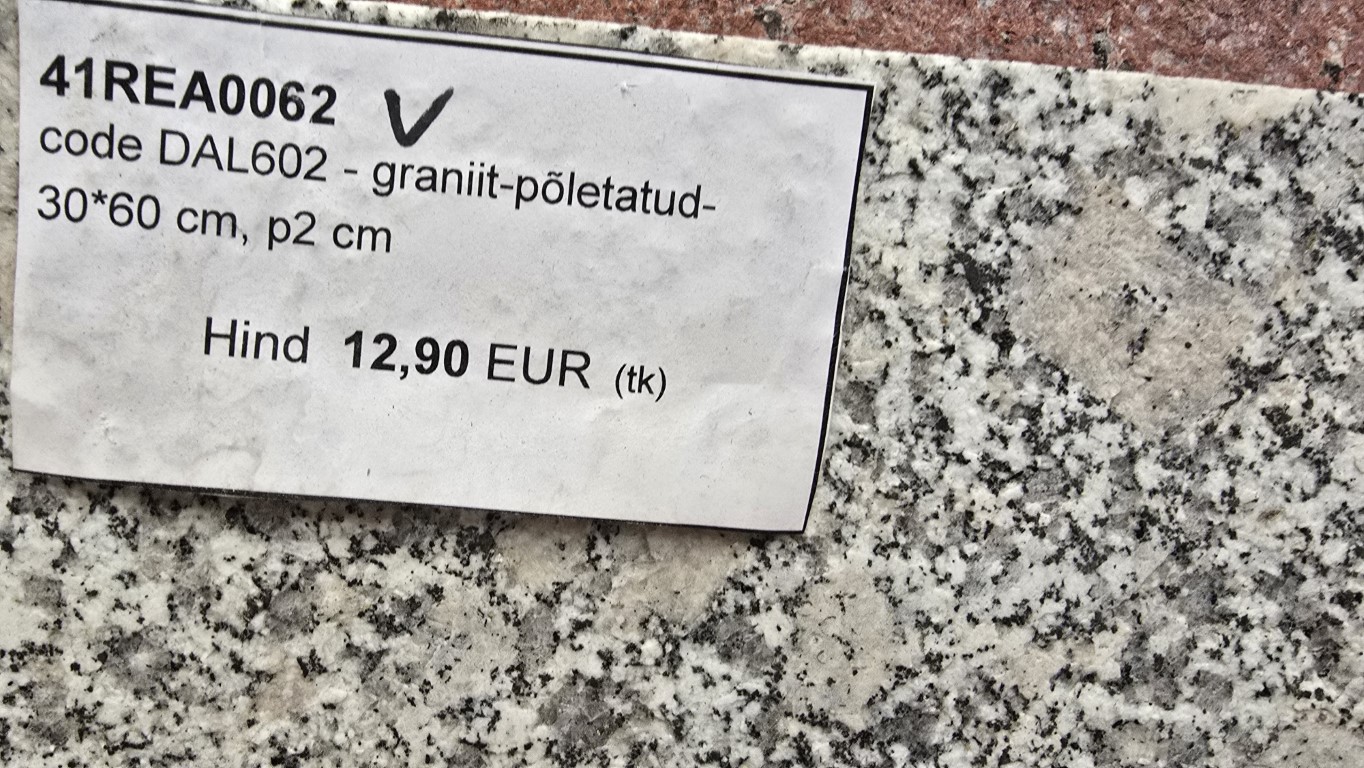 41REA0062 V
code DAL602 - graniit-põletatud-
30*60 cm, p2 cm
Hind 12,90 EUR (tk)